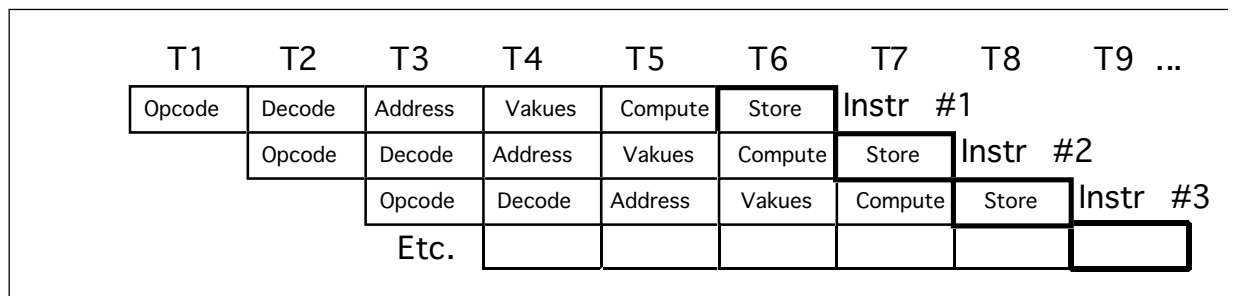 T1 T2 T3 T4 T5 T6 T7 T8 T9 ...
Opcode Decode Address Vakues Compute Store Instr #1
Opcode Decode Address Vakues Compute Store Instr #2
Opcode Decode Address Vakues Compute Store Instr #3
Etc.